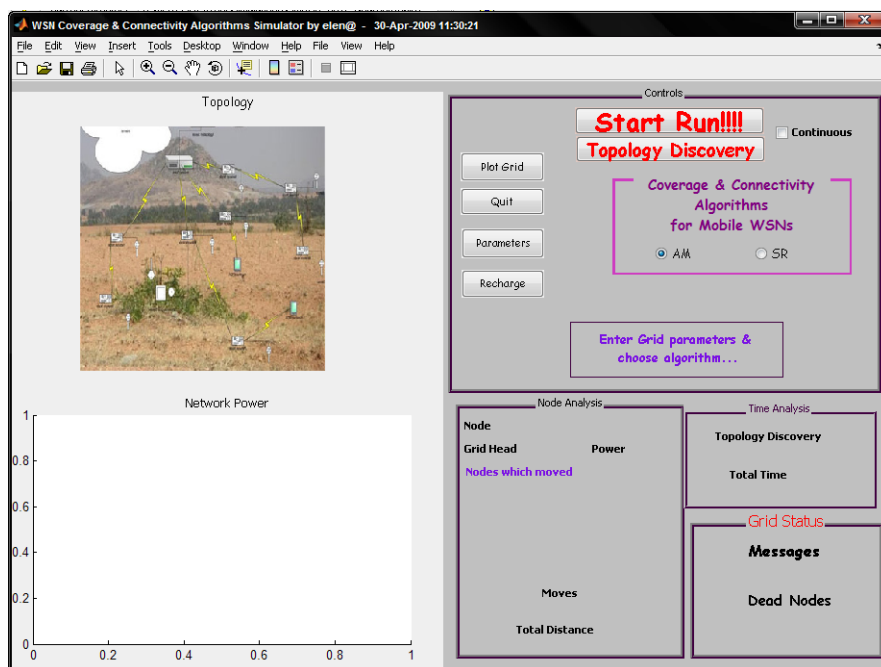 WSN Coverage & Connectivity Algorithms Simulator by elen@ - 30-Apr-2009 11:30:21
File Edit View Insert Tools Desktop Window Help File View Help
Topology
Controls
Start Run!!!!
Continuous
Topology Discovery
Plot Grid
Quit
Parameters
Recharge
Coverage & Connectivity
Algorithms
for Mobile WSNs
AM SR
Enter Grid parameters &
choose algorithm...
Network Power
1
0.8
0.6
0.4
0.2
0
0 0.2 0.4 0.6 0.8 1
Node Analysis
Node
Grid Head Power
Nodes which moved
Moves
Total Distance
Time Analysis
Topology Discovery
Total Time
Grid Status
Messages
Dead Nodes